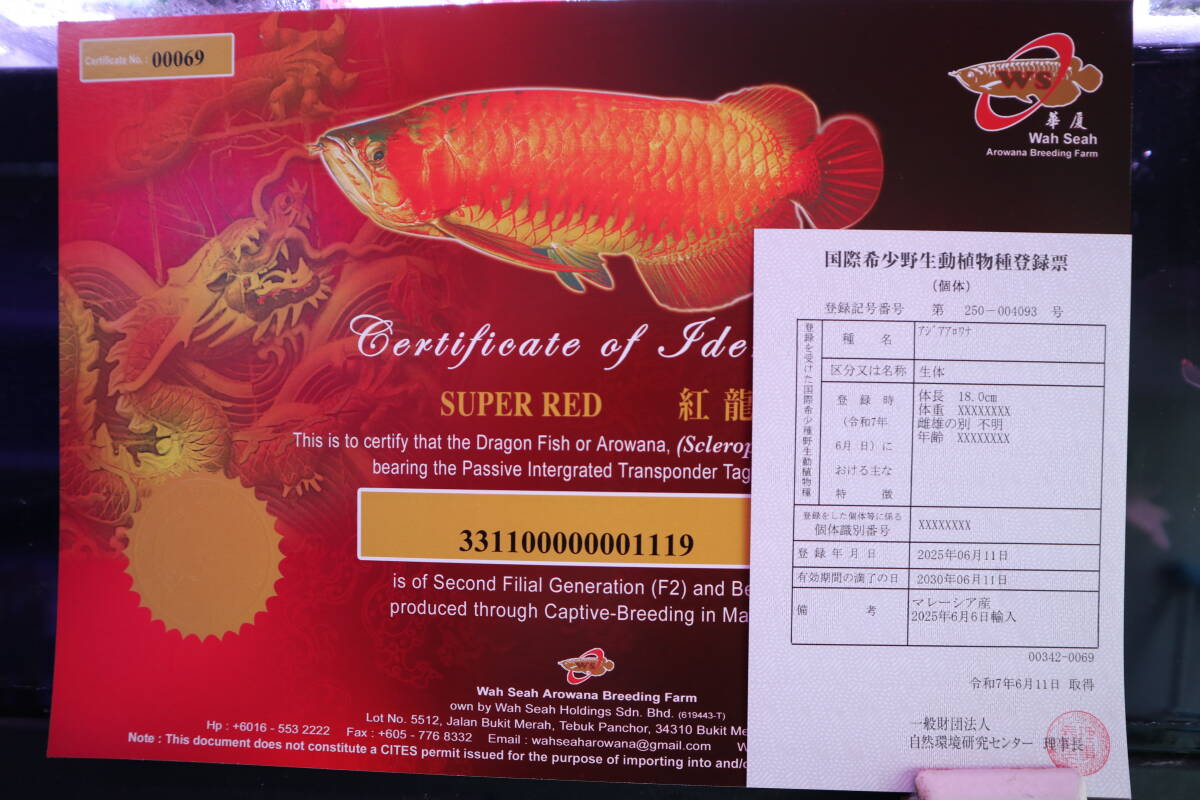 Certificate No. : 00069
WS
華厦
Wah Seah
Arowana Breeding Farm
Certificate of Ide
SUPER RED 紅龍
This is to certify that the Dragon Fish or Arowana, (Sclerop
bearing the Passive Intergrated Transponder Tag
331100000001119
is of Second Filial Generation (F2) and Be
produced through Captive-Breeding in Ma
WS
Wah Seah Arowana Breeding Farm
own by Wah Seah Holdings Sdn. Bhd. (619443-T)
Lot No. 5512, Jalan Bukit Merah, Tebuk Panchor, 34310 Bukit Me
Hp : +6016 - 553 2222 Fax : +605 - 776 8332 Email : wahseaharowana@gmail.com W
Note : This document does not constitute a CITES permit issued for the purpose of importing into and/o
国際希少野生動植物種登録票
(個体)
登録記号番号 第 250-004093 号
登録を受けた国際希少野生動植物種
種名 アジアアロワナ
区分又は名称 生体
登録時
(令和7年
6月 日)に
おける主な
特徴
体長 18.0cm
体重 XXXXXXXX
雌雄の別 不明
年齢 XXXXXXXX
登録をした個体等に係る
個体識別番号 XXXXXXXX
登録年月日 2025年06月11日
有効期間の満了の日 2030年06月11日
備考 マレーシア産
2025年6月6日輸入
00342-0069
令和7年6月11日 取得
一般財団法人
自然環境研究センター 理事長